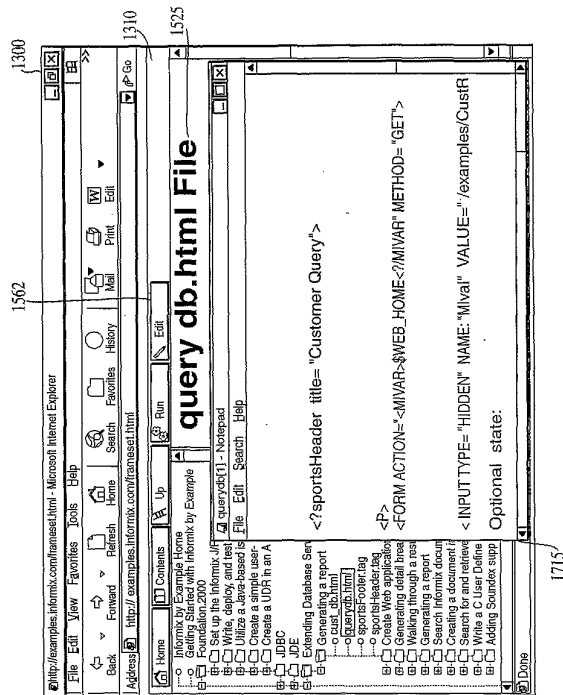 1300
http://examples.informix.com/frameset.html - Microsoft Internet Explorer
File Edit View Favorites Tools Help
Back Forward Refresh Home Search Favorites History Mail Print Edit
Address http:// examples.informix.com/frameset.html Go
1310
1562
1525
Home Contents Up Run Edit
query db.html File
Informix by Example Home
Getting Started with Informix by Example
Foundation.2000
Set up the Informix J/F
Write, deploy, and test
Utilize a Java-based is
Create a simple user-
Create a UDR in an A
JDBC
JDE
Extending Database Serv
Generating a report
cust_db.html
querydb.html
sportsFooter.tag
sportsHeader.tag
Create Web application
Generating detail brea
Walking through a rosi
Generating a report
Search Informix docum
Creating a document i
Search for and retrieve
Write a C User Define
Adding Soundex supp
querydb[1] - Notepad
File Edit Search Help
<?sportsHeader title= "Customer Query">
<P>
<FORM ACTION="<MIVAR>$WEB_HOME<?/MIVAR" METHOD= "GET">
< INPUTTYPE= "HIDDEN" NAME: "MIval" VALUE=" /examples/CustR
Optional state:
Done
1715